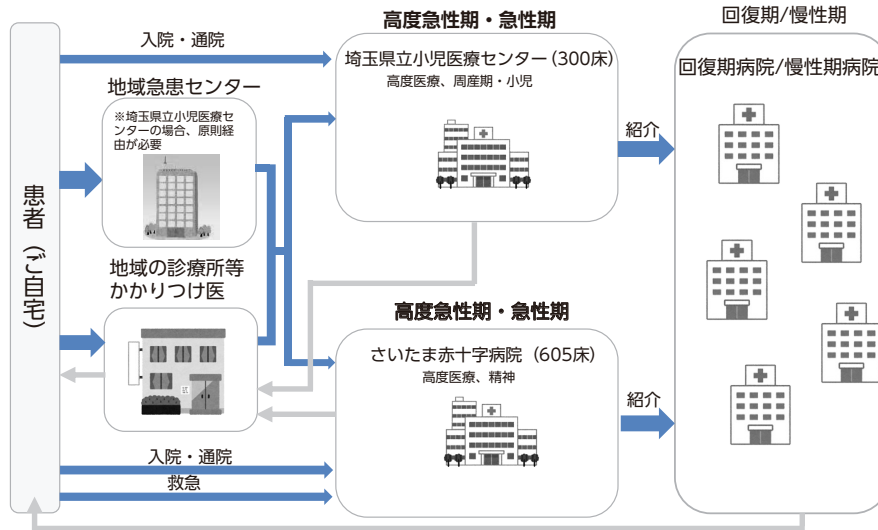 高度急性期・急性期
回復期/慢性期
入院・通院
埼玉県立小児医療センター(300床)
高度医療、周産期・小児
回復期病院/慢性期病院
地域急患センター
※埼玉県立小児医療セ
ンターの場合、原則経
由が必要
紹介
患者(ご自宅)
地域の診療所等
かかりつけ医
高度急性期・急性期
さいたま赤十字病院(605床)
高度医療、精神
紹介
入院・通院
救急